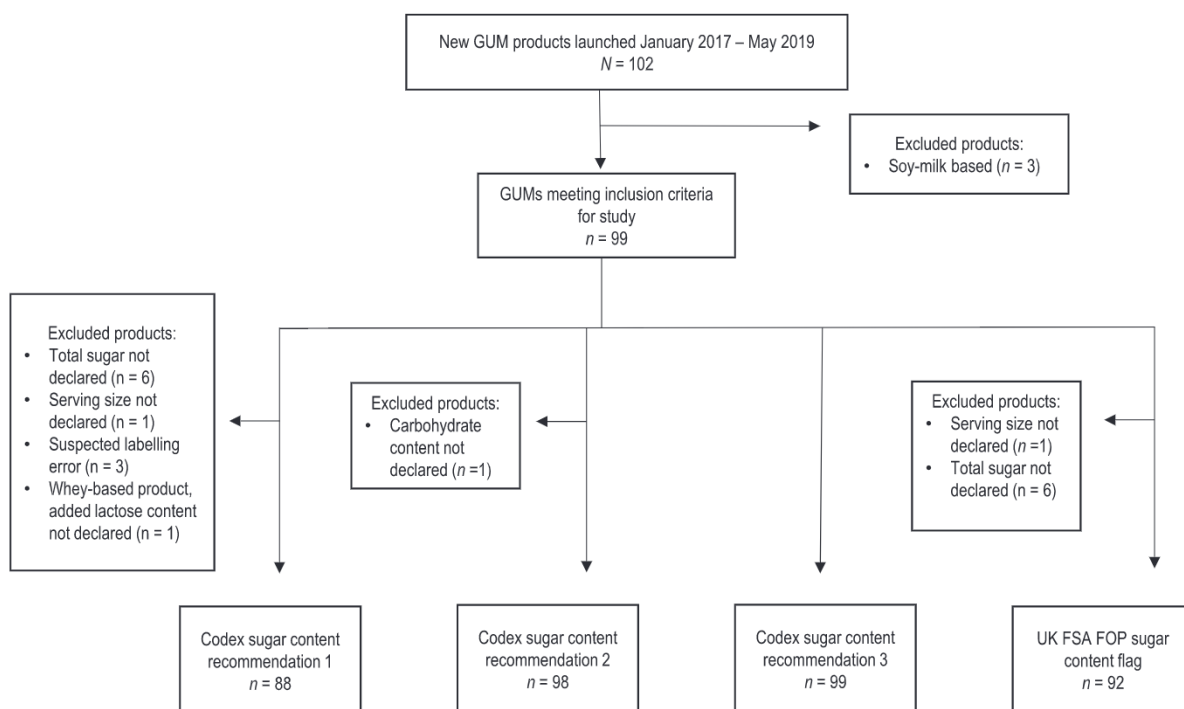 New GUM products launched January 2017 – May 2019
N = 102
Excluded products:
• Soy-milk based (n = 3)
GUMs meeting inclusion criteria
for study
n = 99
Excluded products:
• Total sugar not
declared (n = 6)
• Serving size not
declared (n = 1)
• Suspected labelling
error (n = 3)
• Whey-based product,
added lactose content
not declared (n = 1)
Excluded products:
• Carbohydrate
content not
declared (n =1)
Excluded products:
• Serving size not
declared (n =1)
• Total sugar not
declared (n = 6)
Codex sugar content
recommendation 1
n = 88
Codex sugar content
recommendation 2
n = 98
Codex sugar content
recommendation 3
n = 99
UK FSA FOP sugar
content flag
n = 92